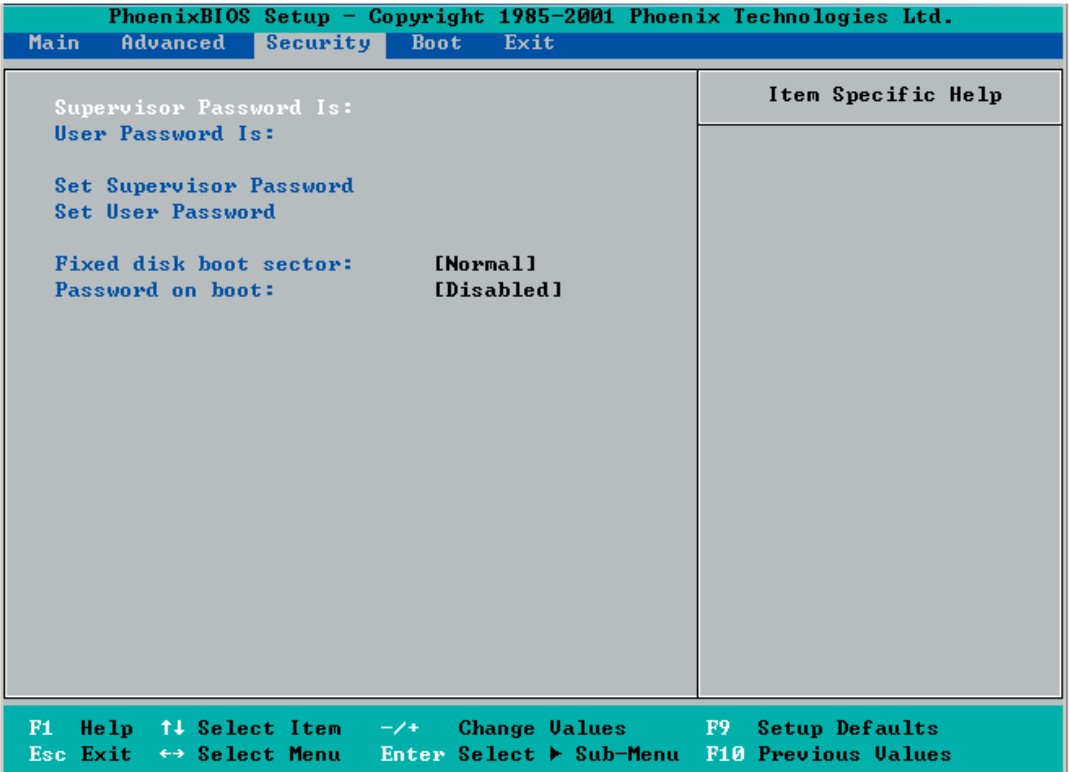 PhoenixBIOS Setup - Copyright 1985-2001 Phoenix Technologies Ltd.
Main Advanced Security Boot Exit
Item Specific Help
Supervisor Password Is:
User Password Is:
Set Supervisor Password
Set User Password
Fixed disk boot sector: [Normal]
Password on boot: [Disabled]
F1 Help ↑↓ Select Item -/+ Change Values F9 Setup Defaults
Esc Exit ↔ Select Menu Enter Select ▶ Sub-Menu F10 Previous Values